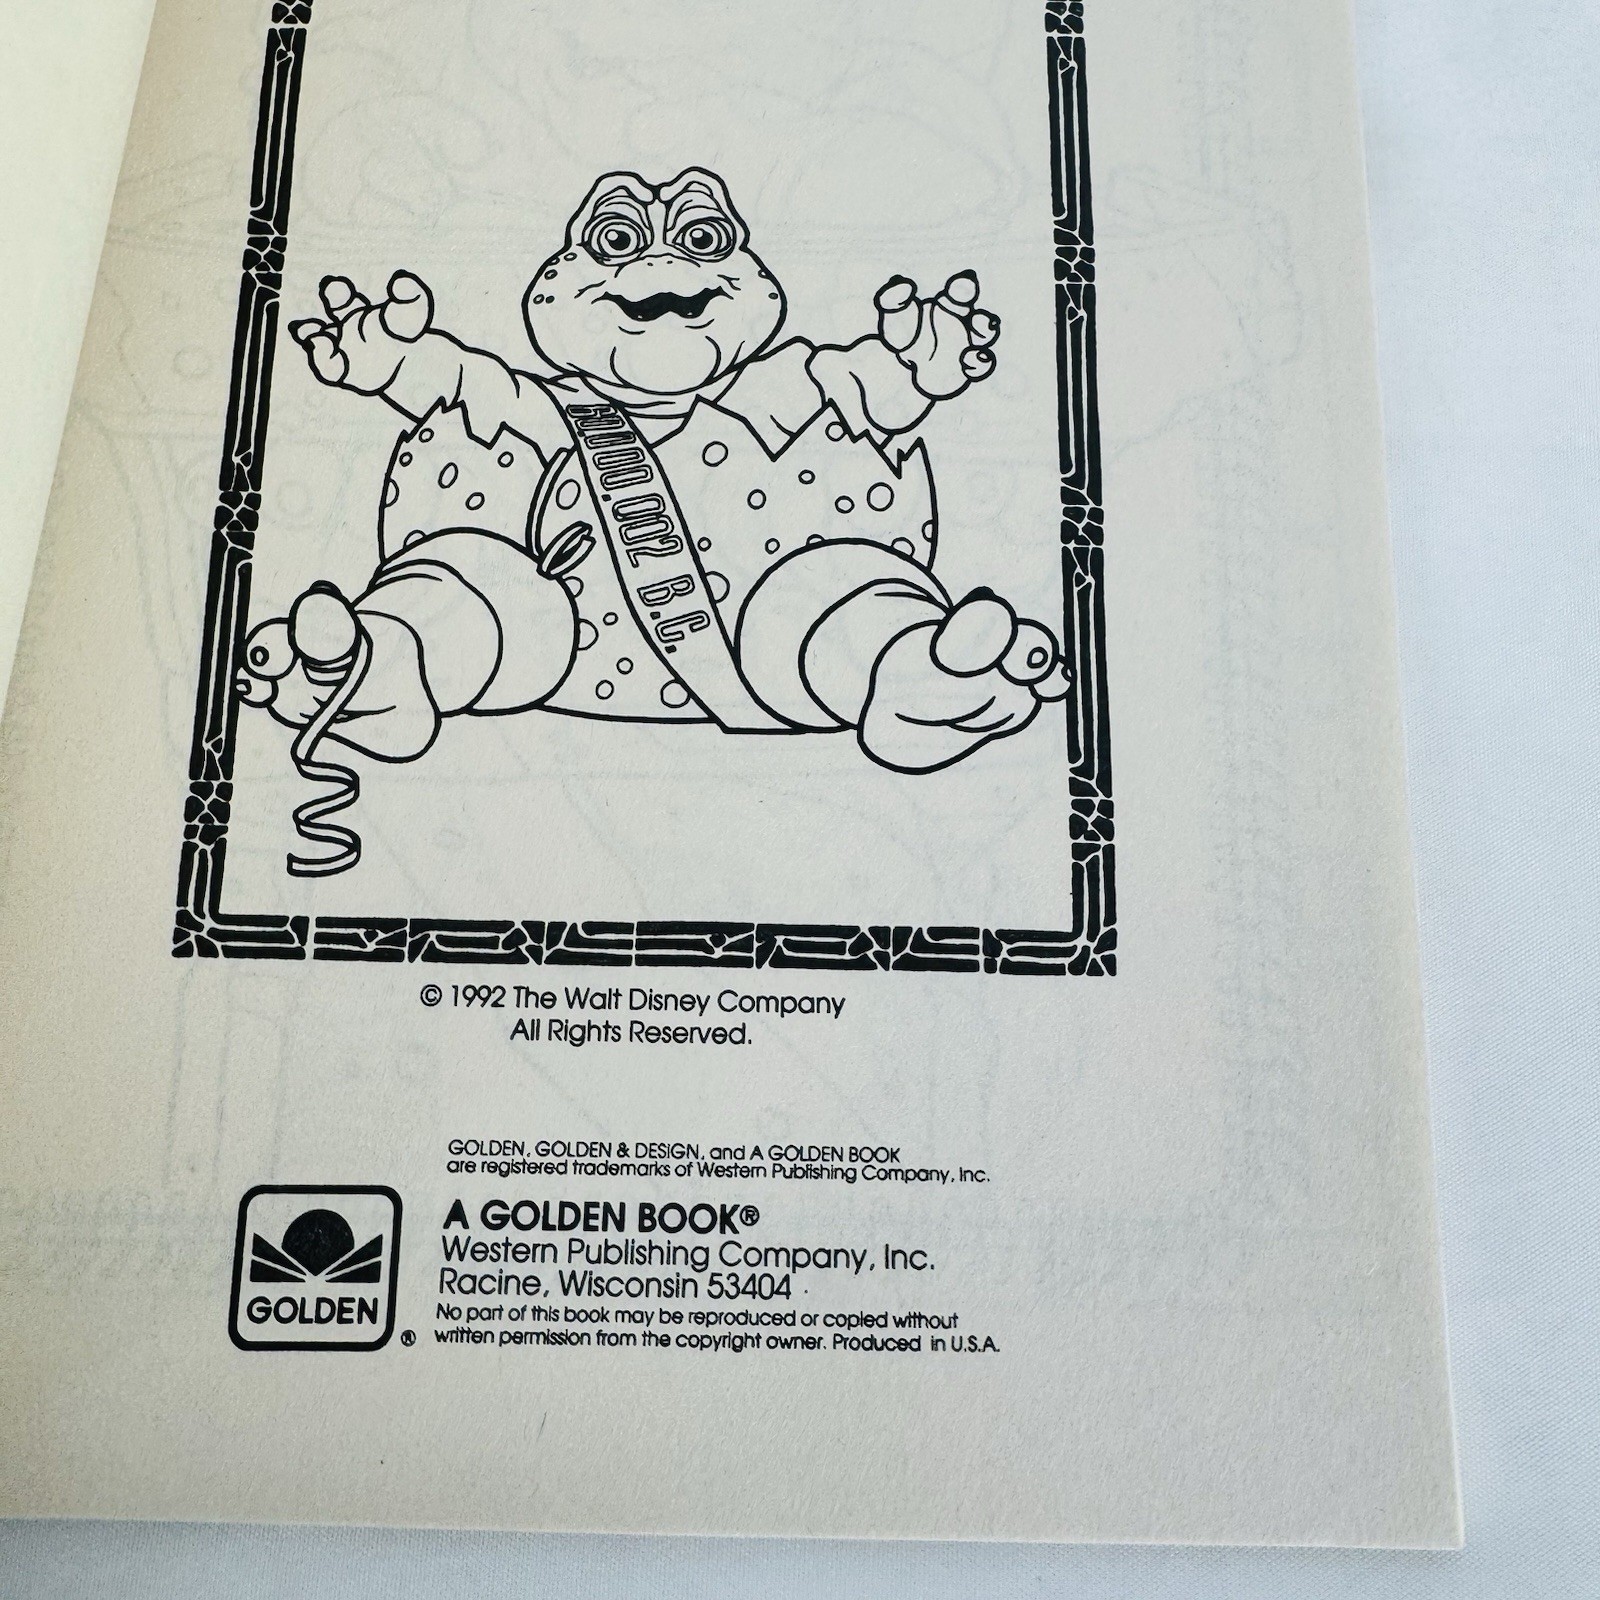 60,000,002 B.C.
© 1992 The Walt Disney Company
All Rights Reserved.
GOLDEN, GOLDEN & DESIGN, and A GOLDEN BOOK
are registered trademarks of Western Publishing Company, Inc.
A GOLDEN BOOK®
Western Publishing Company, Inc.
Racine, Wisconsin 53404
No part of this book may be reproduced or copied without
written permission from the copyright owner. Produced in U.S.A.
GOLDEN ®